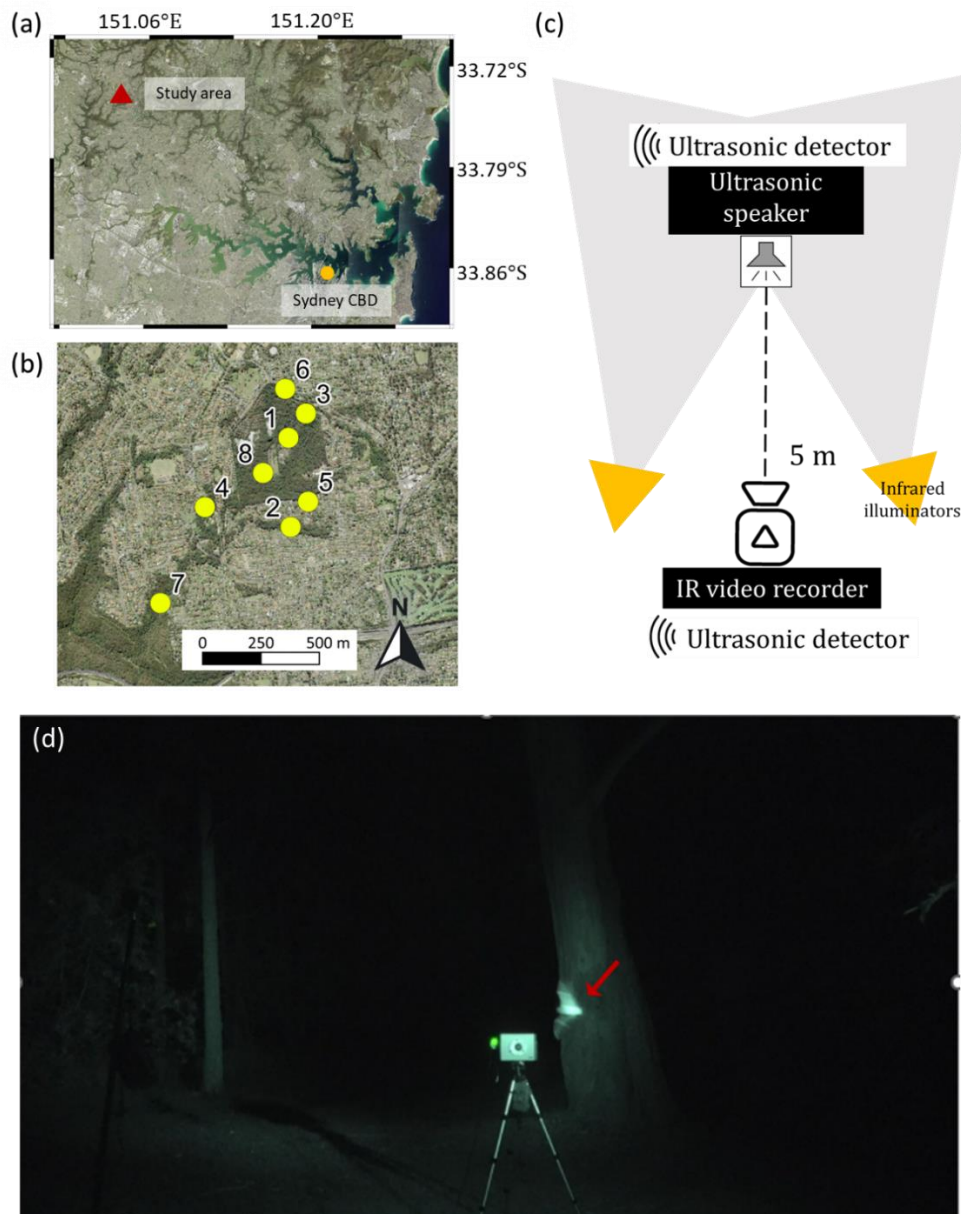 (a)
151.06°E
151.20°E
Study area
33.72°S
33.79°S
33.86°S
Sydney CBD
(b)
6
3
1
8
5
4
2
7
N
0 250 500 m
(c)
Ultrasonic detector
Ultrasonic
speaker
5 m
Infrared
illuminators
IR video recorder
Ultrasonic detector
(d)